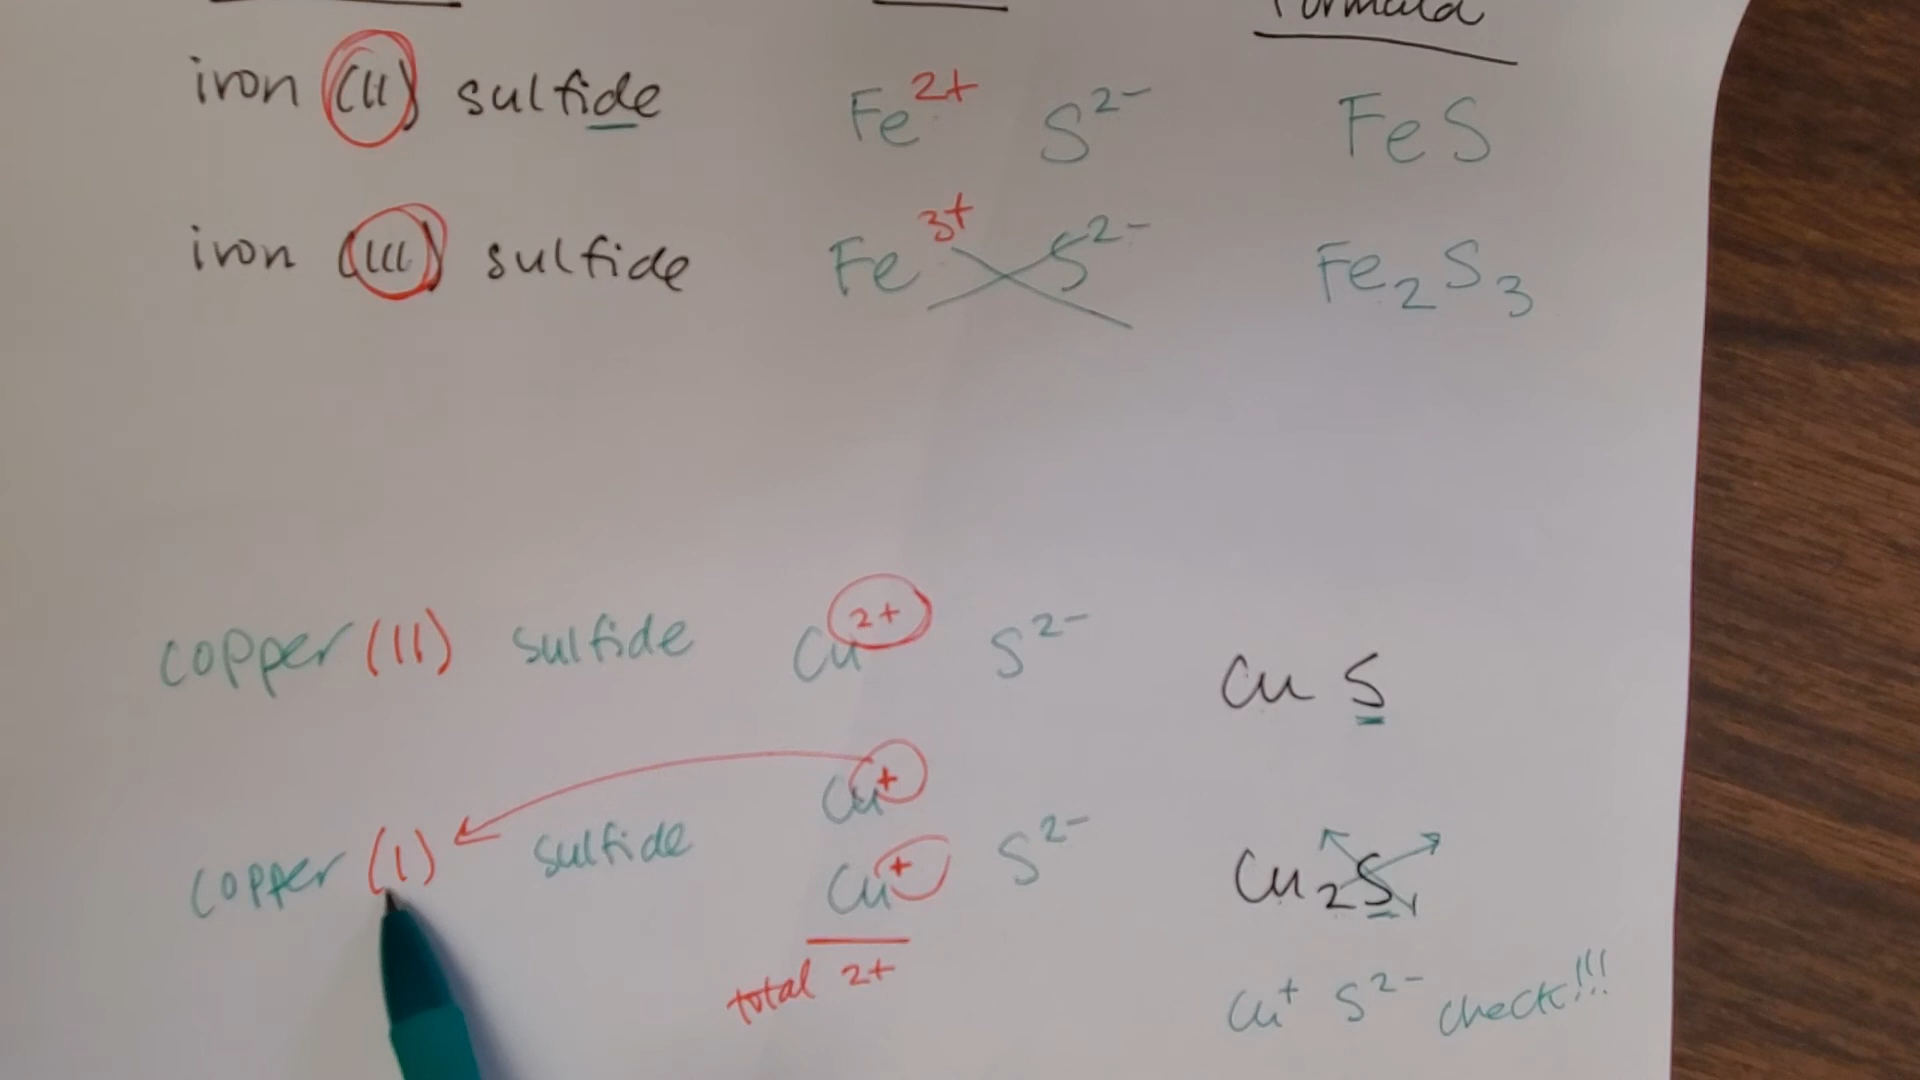 Formula
iron (II) sulfide Fe2+ S2- FeS
iron (III) sulfide Fe3+ S2- Fe2S3
copper (II) sulfide Cu2+ S2- CuS
Cu+
copper (I) sulfide Cu+ S2- Cu2S1
total 2+
Cu+ S2- check!!!